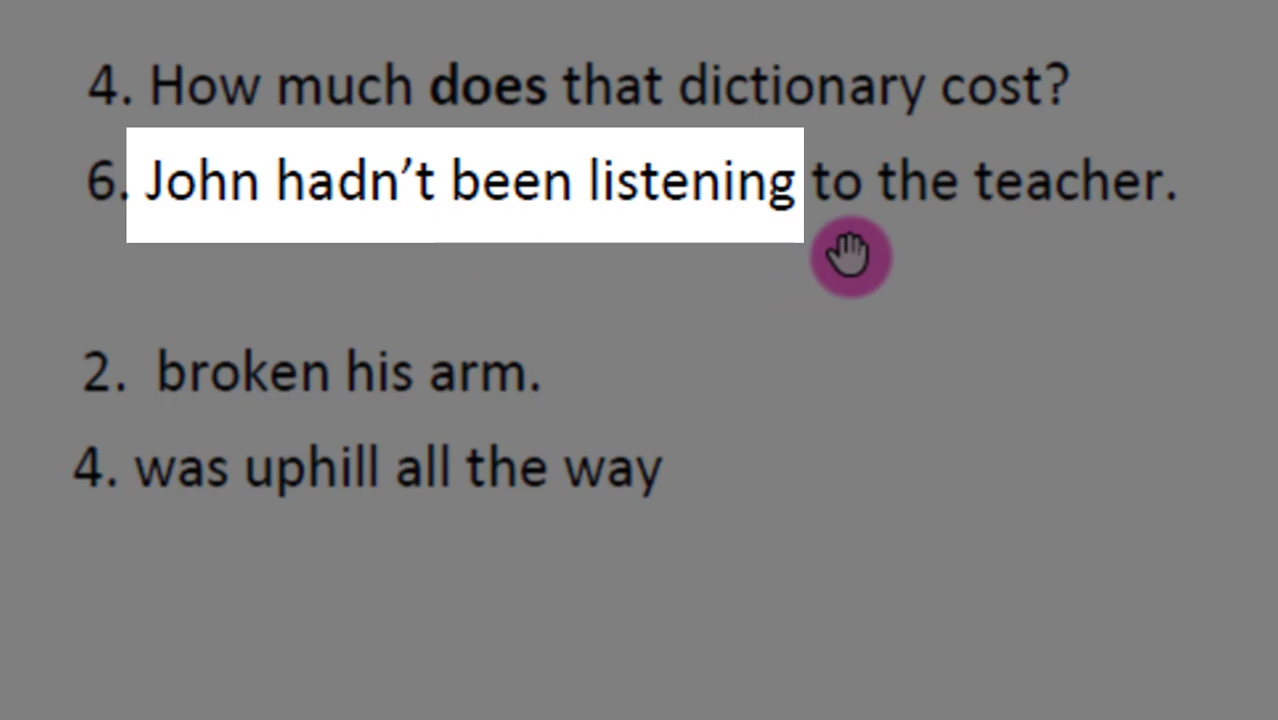 4. How much does that dictionary cost?
6. John hadn’t been listening to the teacher.
2. broken his arm.
4. was uphill all the way